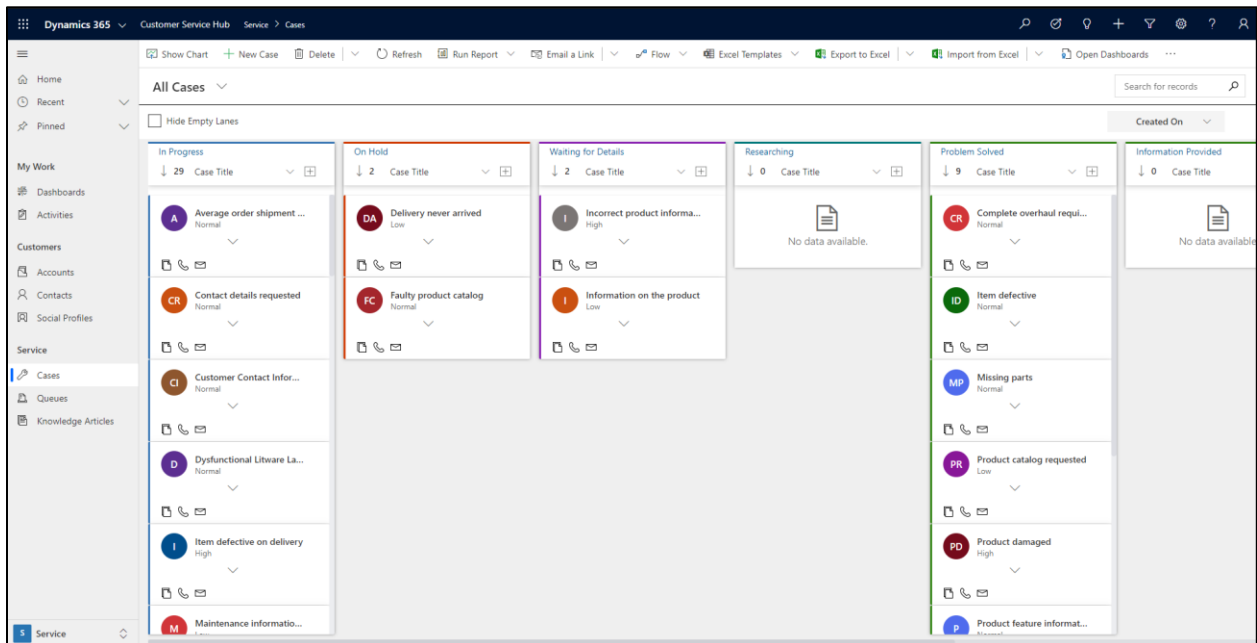 Dynamics 365 Customer Service Hub Service > Cases
Show Chart New Case Delete Refresh Run Report Email a Link Flow Excel Templates Export to Excel Import from Excel Open Dashboards ...
Home
Recent
Pinned
My Work
Dashboards
Activities
Customers
Accounts
Contacts
Social Profiles
Service
Cases
Queues
Knowledge Articles
S Service
All Cases
Search for records
Hide Empty Lanes
Created On
In Progress
29 Case Title
A Average order shipment ...
Normal
CR Contact details requested
Normal
CI Customer Contact Infor...
Normal
D Dysfunctional Litware La...
Normal
I Item defective on delivery
High
M Maintenance informatio...
On Hold
2 Case Title
DA Delivery never arrived
Low
FC Faulty product catalog
Normal
Waiting for Details
2 Case Title
I Incorrect product informa...
High
I Information on the product
Low
Researching
0 Case Title
No data available.
Problem Solved
9 Case Title
CR Complete overhaul requi...
Normal
ID Item defective
Normal
MP Missing parts
Normal
PR Product catalog requested
Low
PD Product damaged
High
P Product feature informat...
Information Provided
0 Case Title
No data available